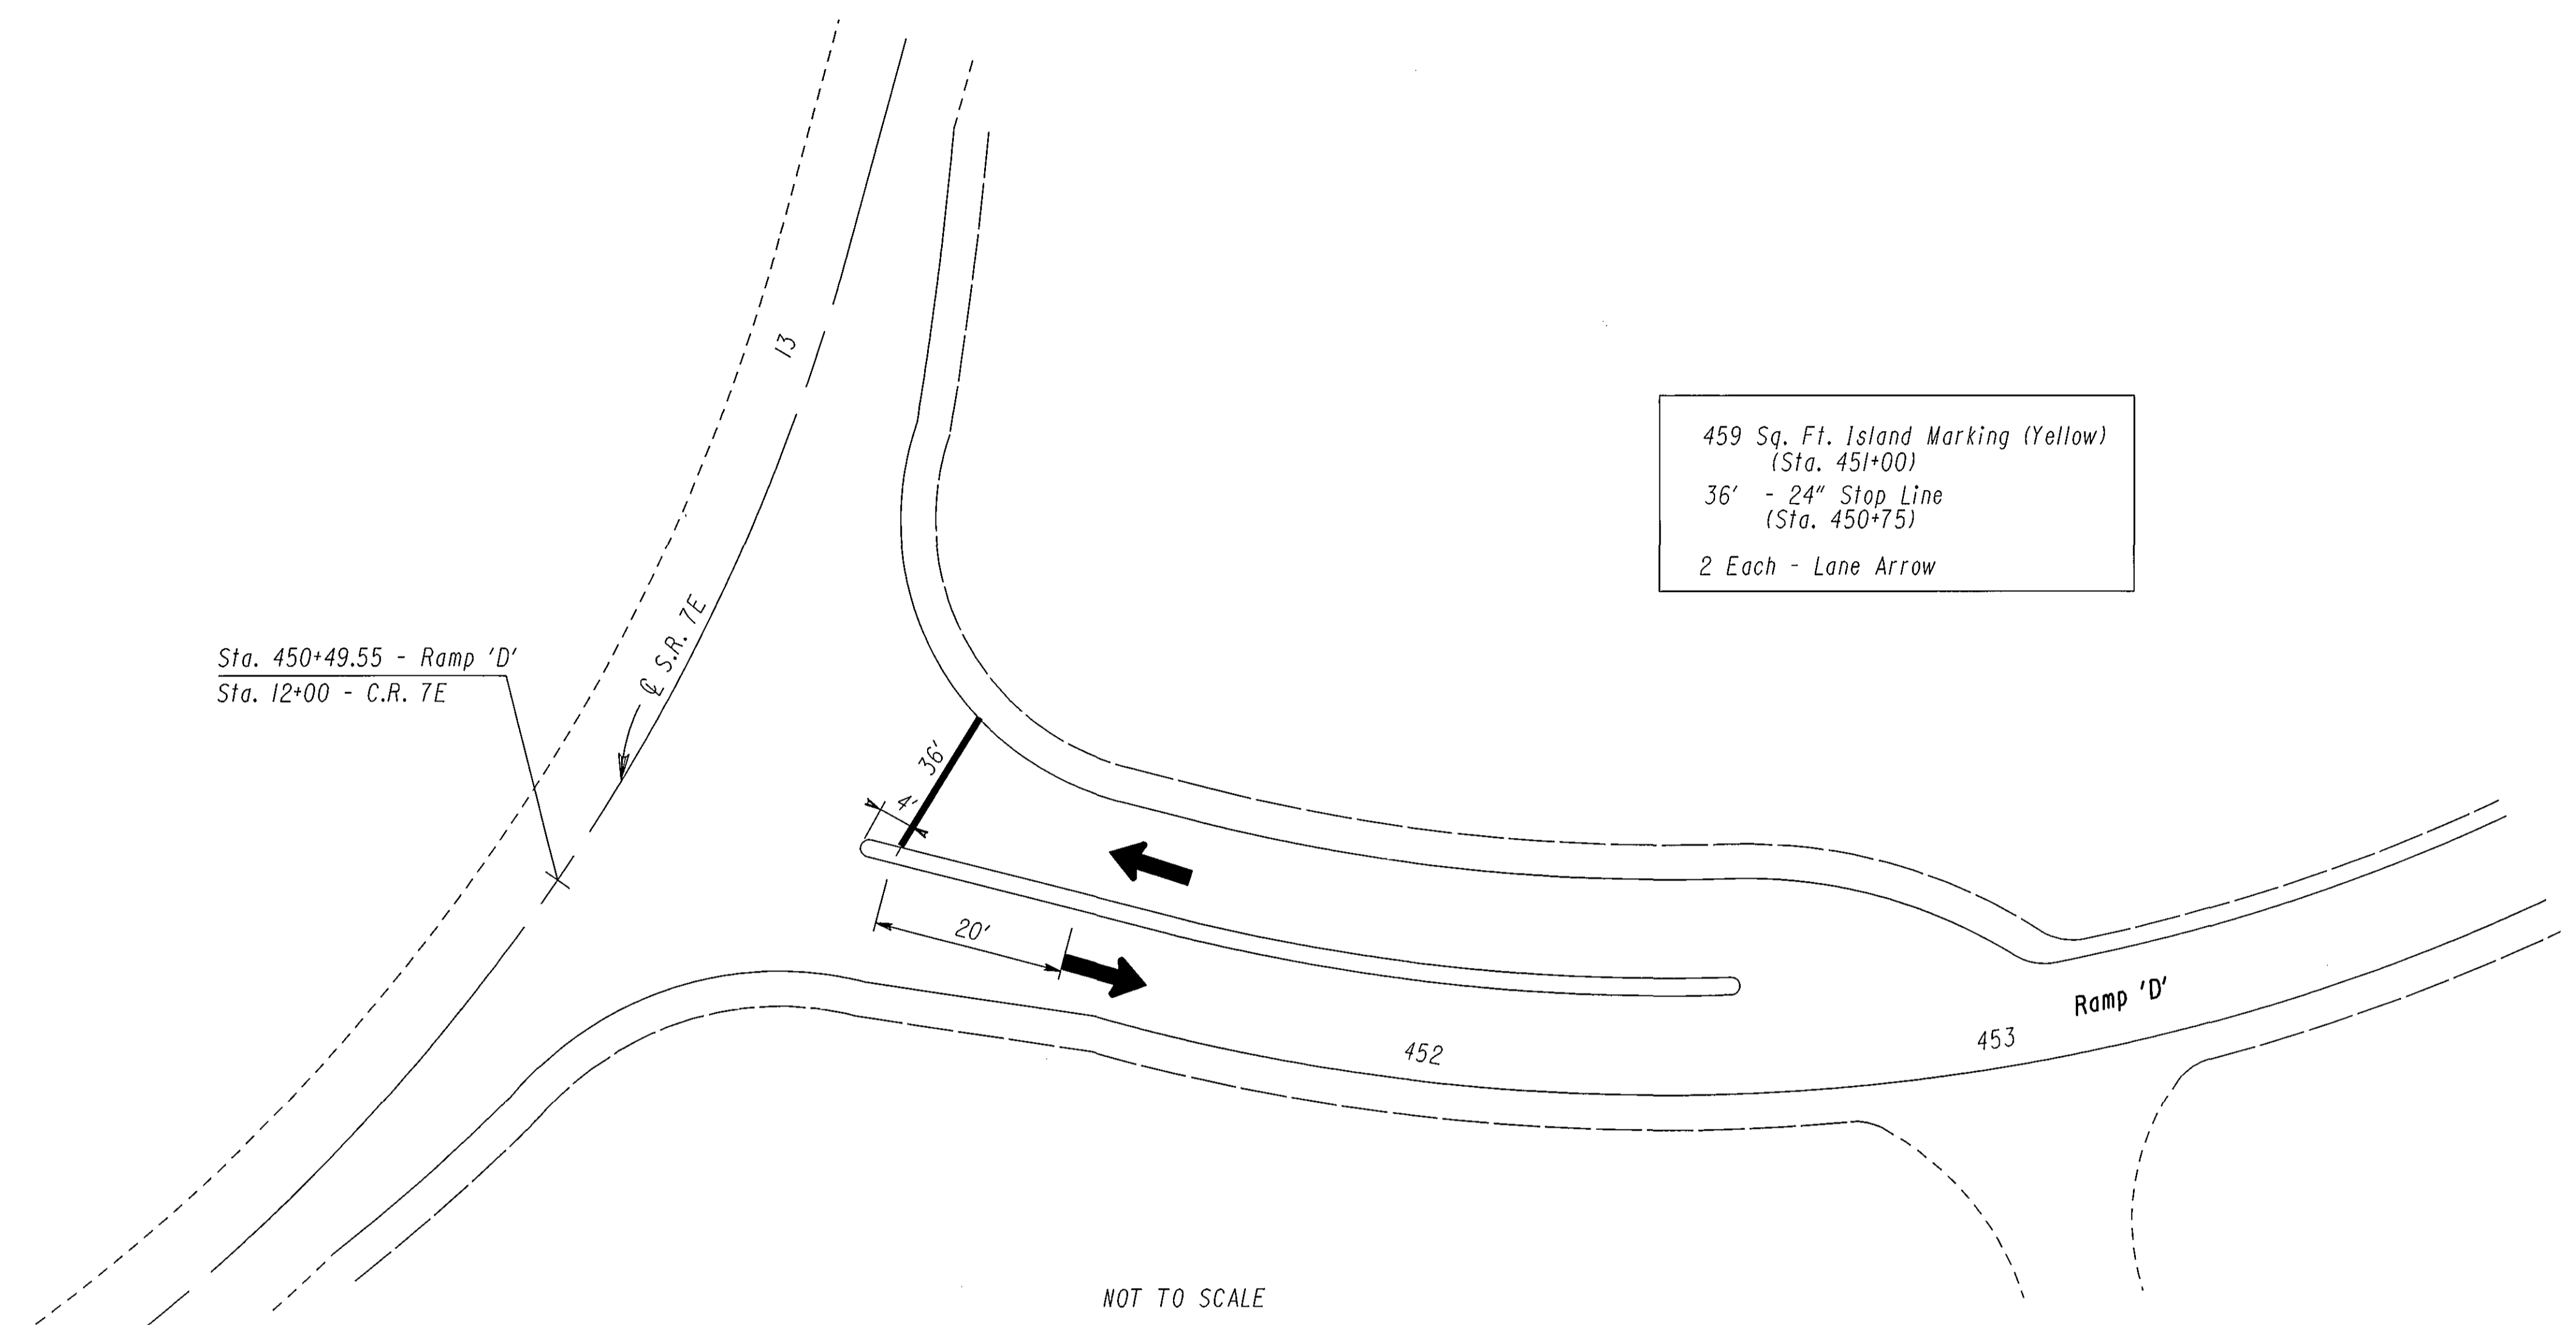 13
459 Sq. Ft. Island Marking (Yellow)
(Sta. 451+00)
36' - 24" Stop Line
(Sta. 450+75)
2 Each - Lane Arrow
℄ S.R. 7E
Sta. 450+49.55 - Ramp 'D'
Sta. 12+00 - C.R. 7E
36'
4'
20'
Ramp 'D'
452
453
NOT TO SCALE